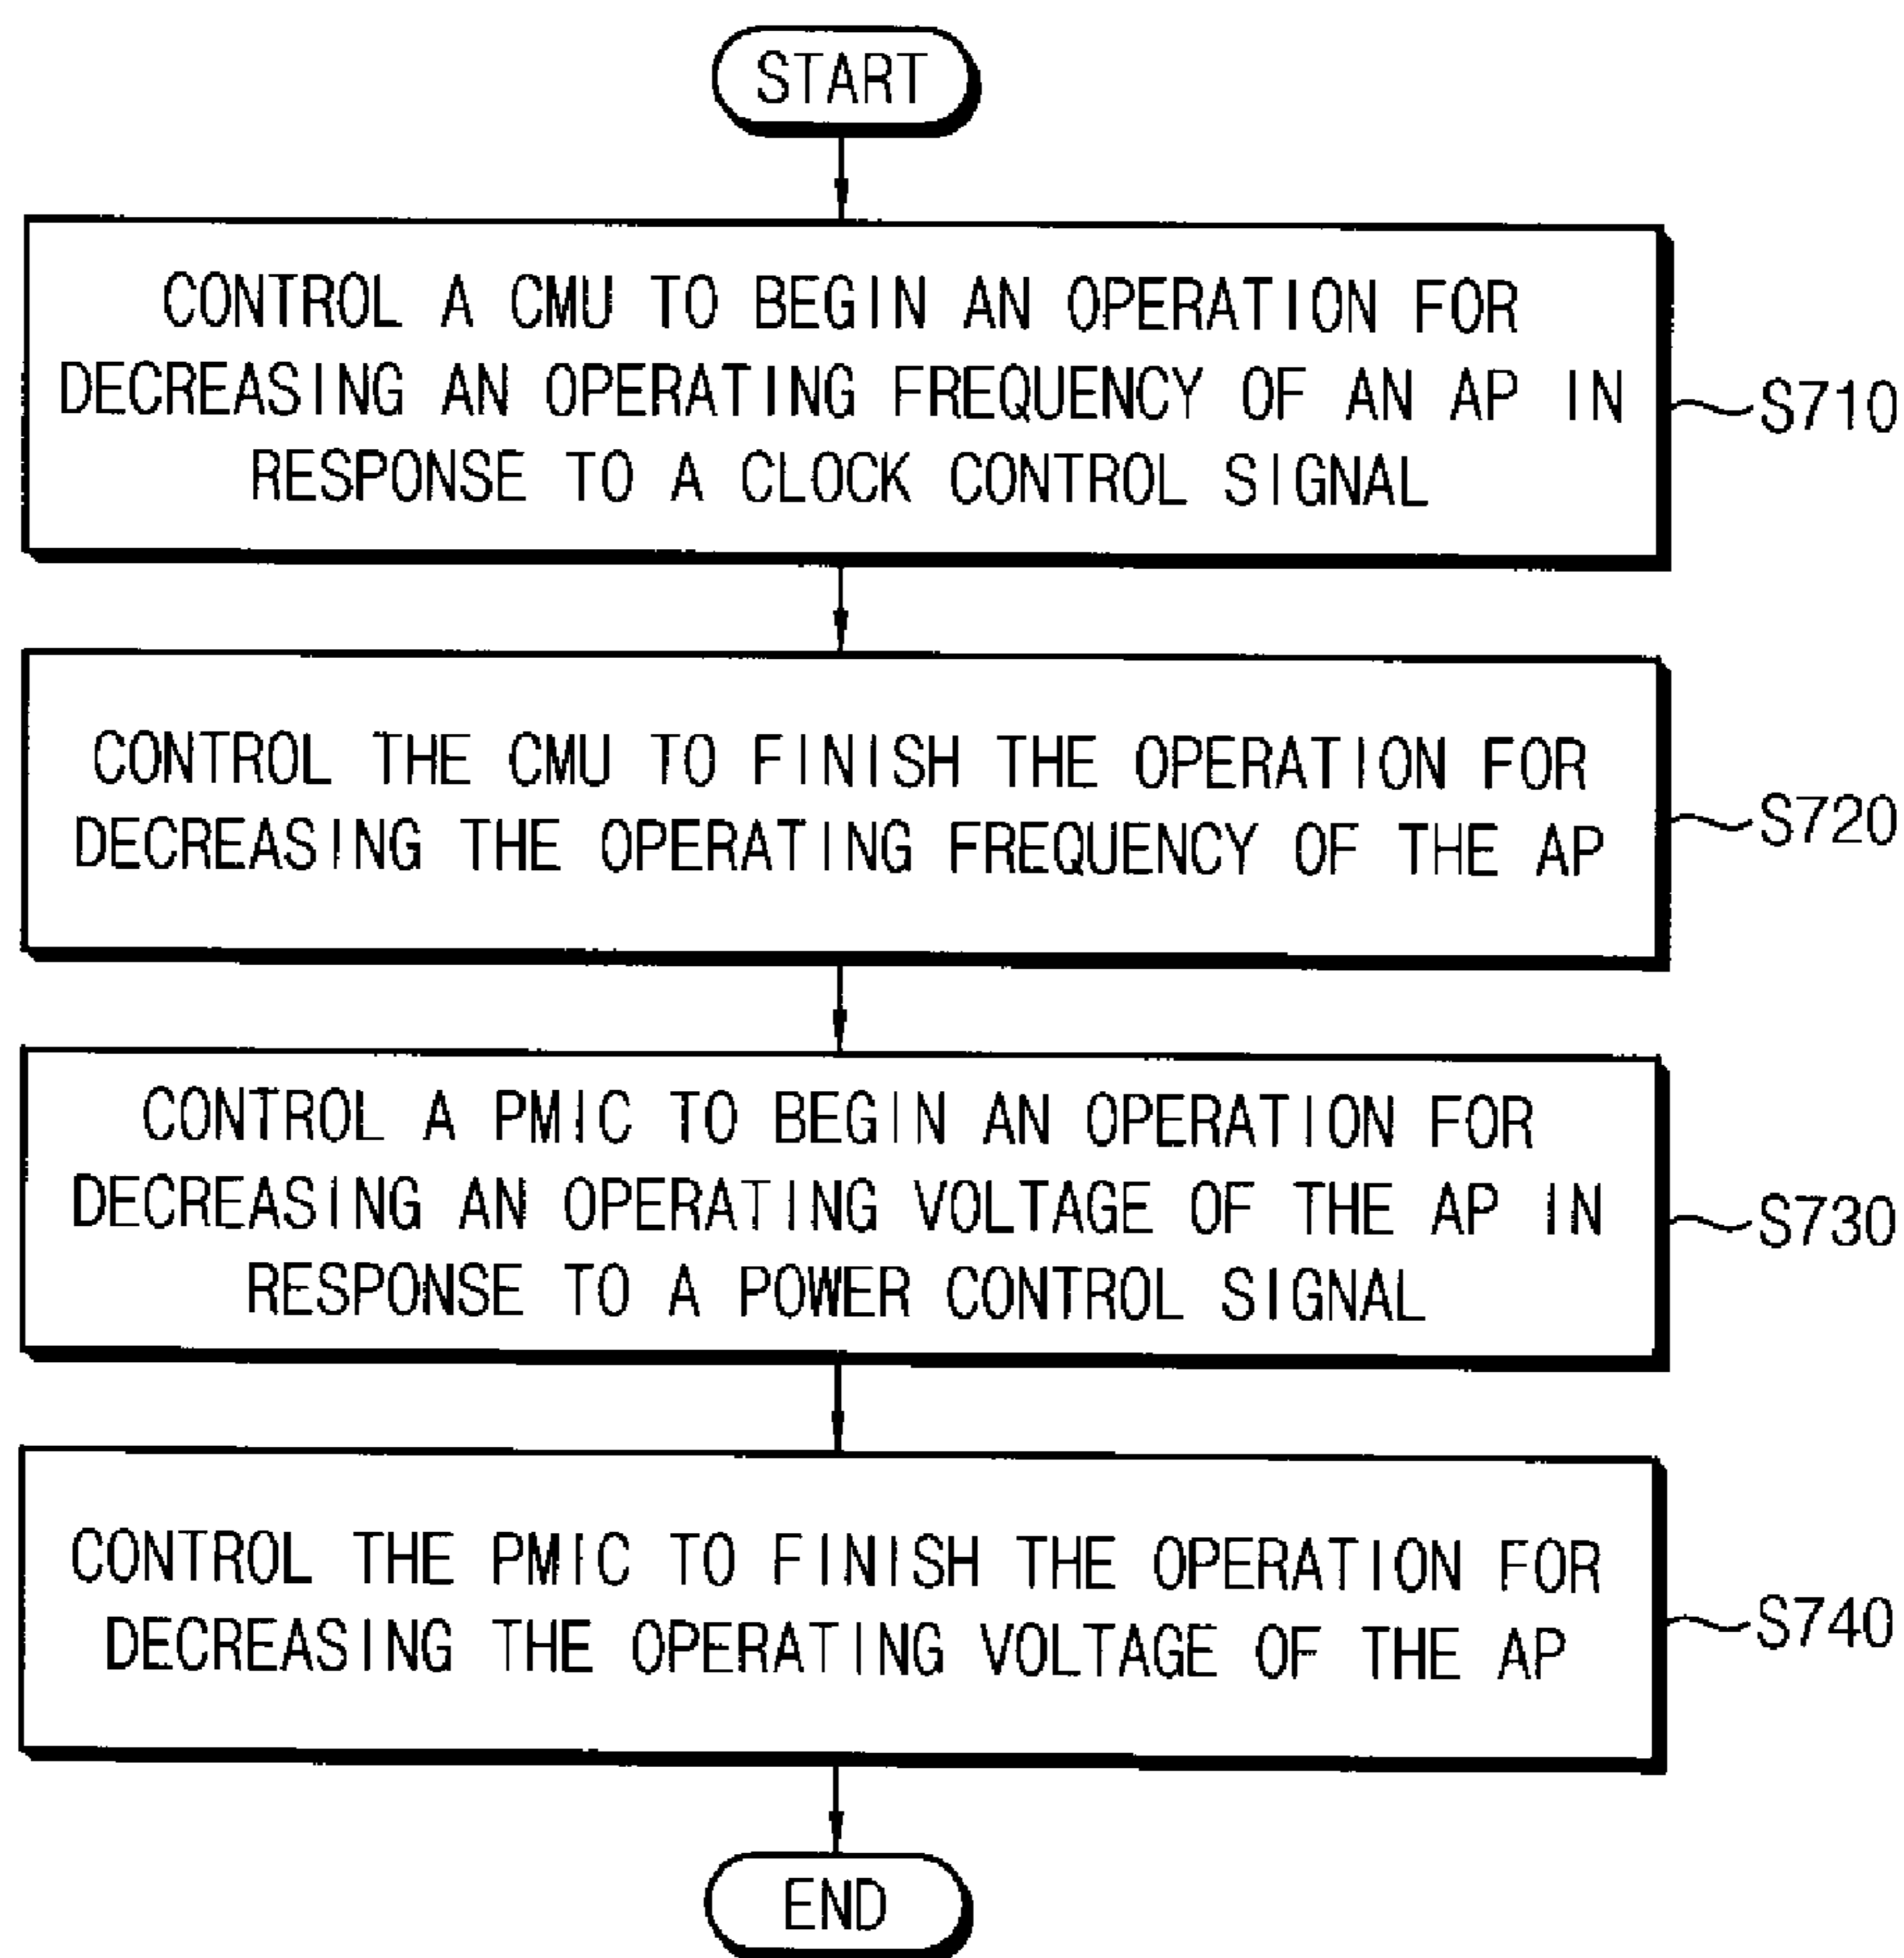 START
CONTROL A CMU TO BEGIN AN OPERATION FOR
DECREASING AN OPERATING FREQUENCY OF AN AP IN
RESPONSE TO A CLOCK CONTROL SIGNAL
S710
CONTROL THE CMU TO FINISH THE OPERATION FOR
DECREASING THE OPERATING FREQUENCY OF THE AP
S720
CONTROL A PMIC TO BEGIN AN OPERATION FOR
DECREASING AN OPERATING VOLTAGE OF THE AP IN
RESPONSE TO A POWER CONTROL SIGNAL
S730
CONTROL THE PMIC TO FINISH THE OPERATION FOR
DECREASING THE OPERATING VOLTAGE OF THE AP
S740
END